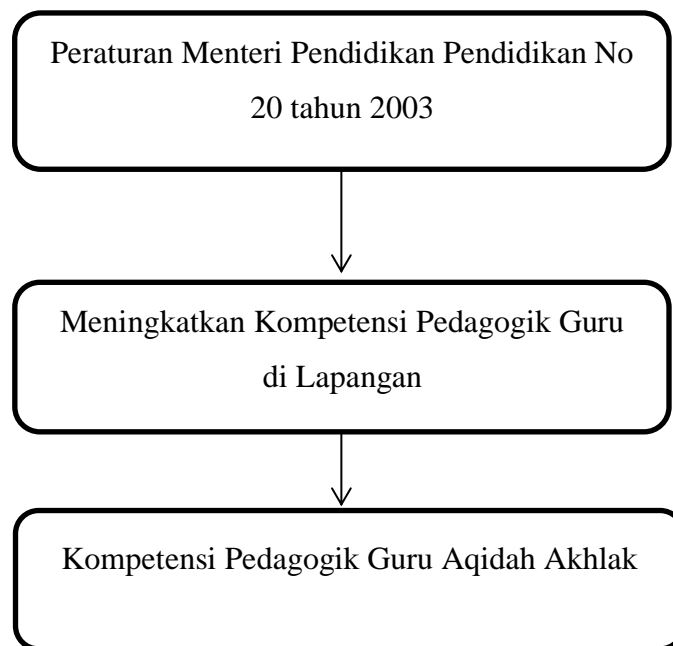 Peraturan Menteri Pendidikan Pendidikan No
20 tahun 2003
Meningkatkan Kompetensi Pedagogik Guru
di Lapangan
Kompetensi Pedagogik Guru Aqidah Akhlak